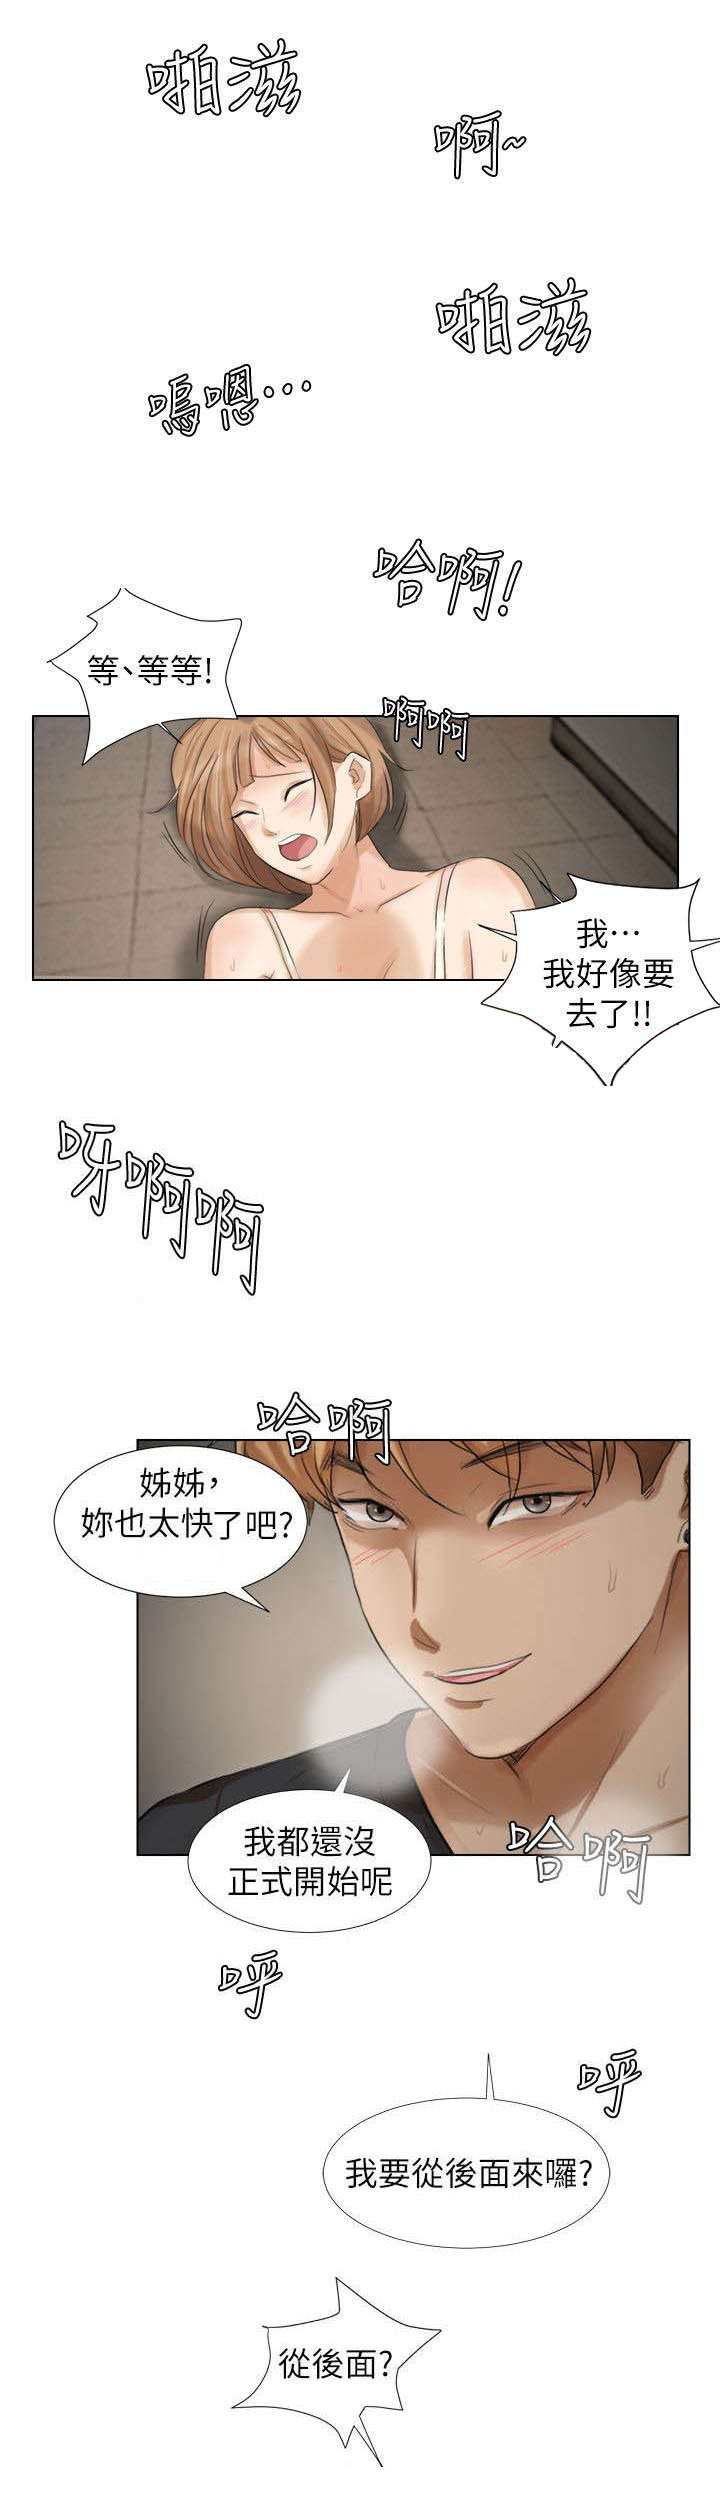 啪滋
啊~
啪滋
嗚嗯…
哈啊!
等、等等!
啊啊
我…
我好像要
去了!!
呀啊啊
哈啊
姊姊，
妳也太快了吧?
我都還沒
正式開始呢
哈啊
呼
呼
我要從後面來囉?
從後面?